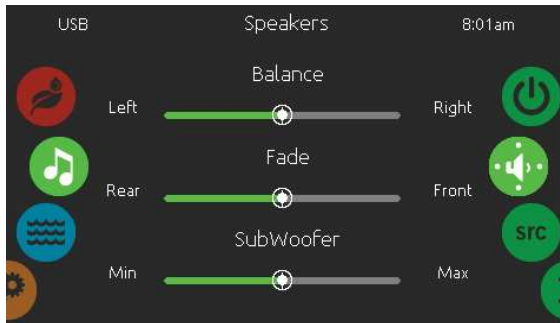 USB Speakers 8:01am
Balance
Left Right
Fade
Rear Front
src
SubWoofer
Min Max